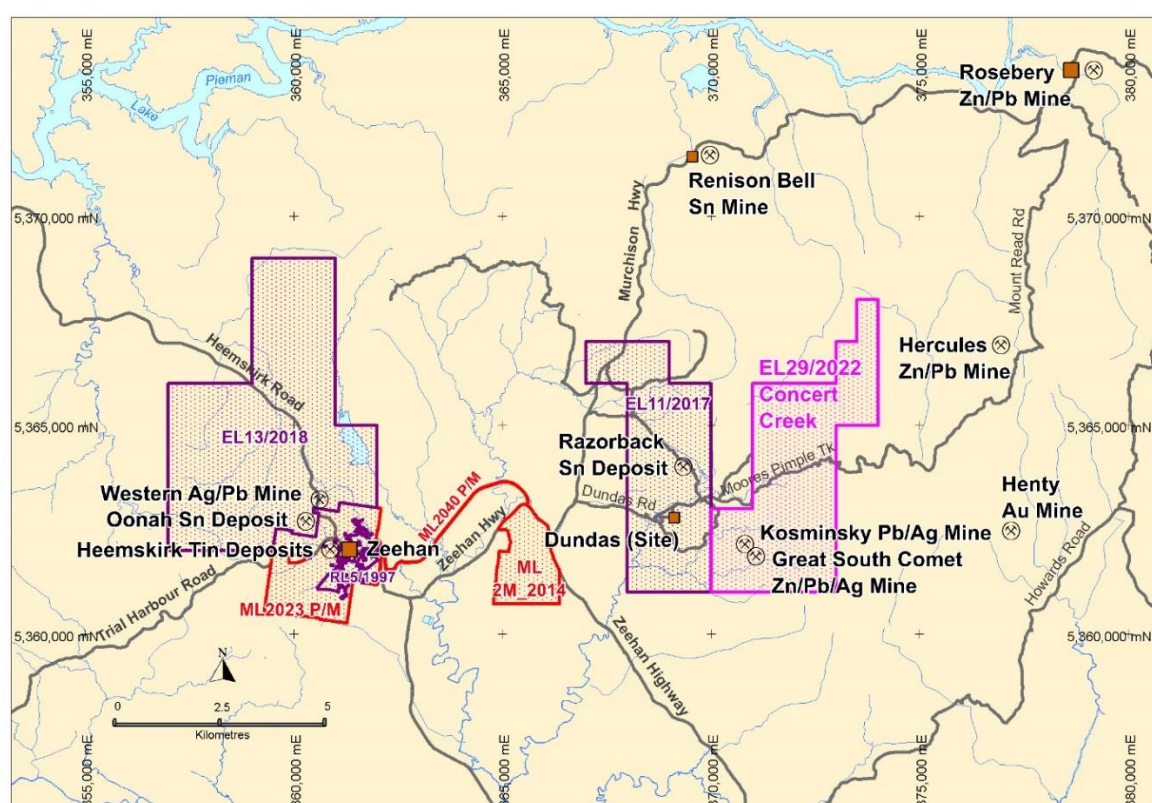 355,000 mE
360,000 mE
365,000 mE
370,000 mE
375,000 mE
380,000 mE
Pieman
Lake
Rosebery
Zn/Pb Mine
Renison Bell
Sn Mine
5,370,000 mN
5,370,000 mN
Murchison Hwy
Mount Read Rd
Heemskirk Road
Hercules
Zn/Pb Mine
EL29/2022
Concert
Creek
EL11/2017
EL13/2018
5,365,000 mN
5,365,000 mN
Razorback
Sn Deposit
Moores Pimple Tk
Dundas Rd
Western Ag/Pb Mine
Oonah Sn Deposit
Heemskirk Tin Deposits
Zeehan
RL5/1997
ML2040 P/M
Zeehan Hwy
Dundas (Site)
Henty
Au Mine
Kosminsky Pb/Ag Mine
Great South Comet
Zn/Pb/Ag Mine
ML
2M_2014
ML2023 P/M
Trial Harbour Road
Howards Road
5,360,000 mN
5,360,000 mN
Zeehan Highway
N
0 2.5 5
Kilometres
355,000 mE
360,000 mE
365,000 mE
370,000 mE
375,000 mE
380,000 mE